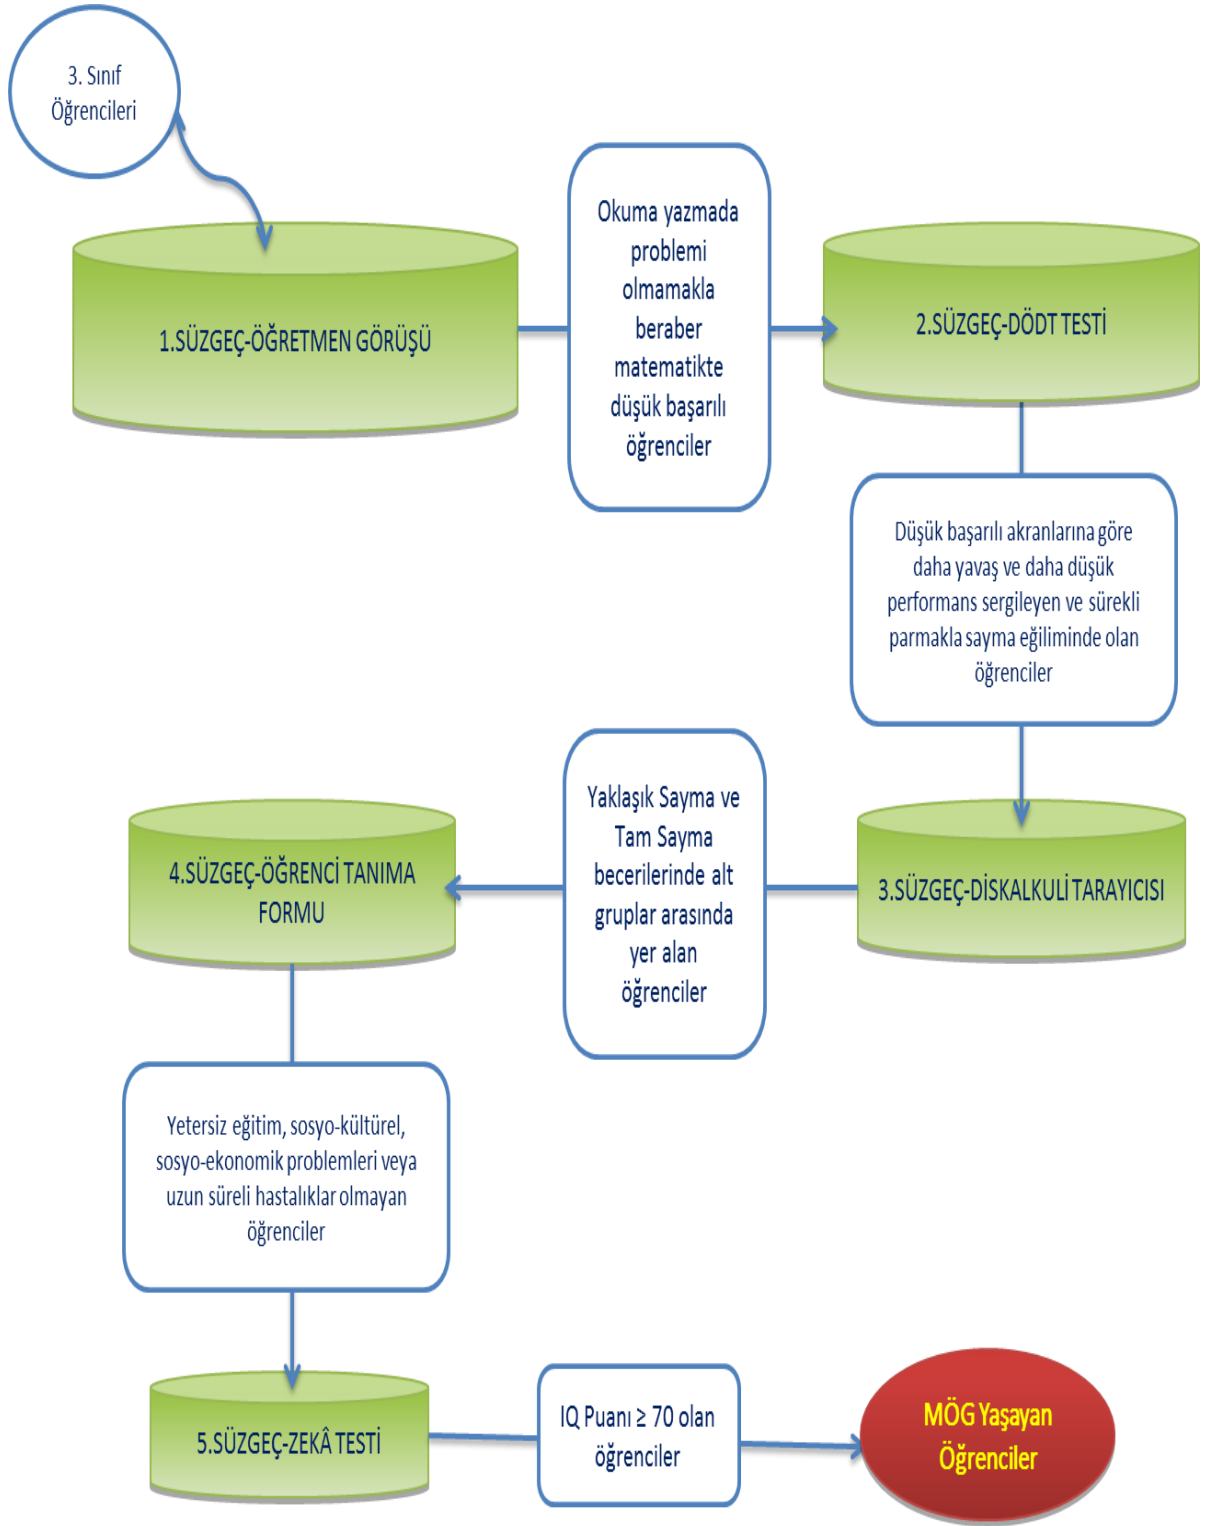 3. Sınıf
Öğrencileri
1.SÜZGEÇ-ÖĞRETMEN GÖRÜŞÜ
Okuma yazmada
problemi
olmamakla
beraber
matematikte
düşük başarılı
öğrenciler
2.SÜZGEÇ-DÖDT TESTİ
Düşük başarılı akranlarına göre
daha yavaş ve daha düşük
performans sergileyen ve sürekli
parmakla sayma eğiliminde olan
öğrenciler
3.SÜZGEÇ-DİSKALKULİ TARAYICISI
Yaklaşık Sayma ve
Tam Sayma
becerilerinde alt
gruplar arasında
yer alan
öğrenciler
4.SÜZGEÇ-ÖĞRENCİ TANIMA
FORMU
Yetersiz eğitim, sosyo-kültürel,
sosyo-ekonomik problemleri veya
uzun süreli hastalıklar olmayan
öğrenciler
5.SÜZGEÇ-ZEKÂ TESTİ
IQ Puanı ≥ 70 olan
öğrenciler
MÖG Yaşayan
Öğrenciler